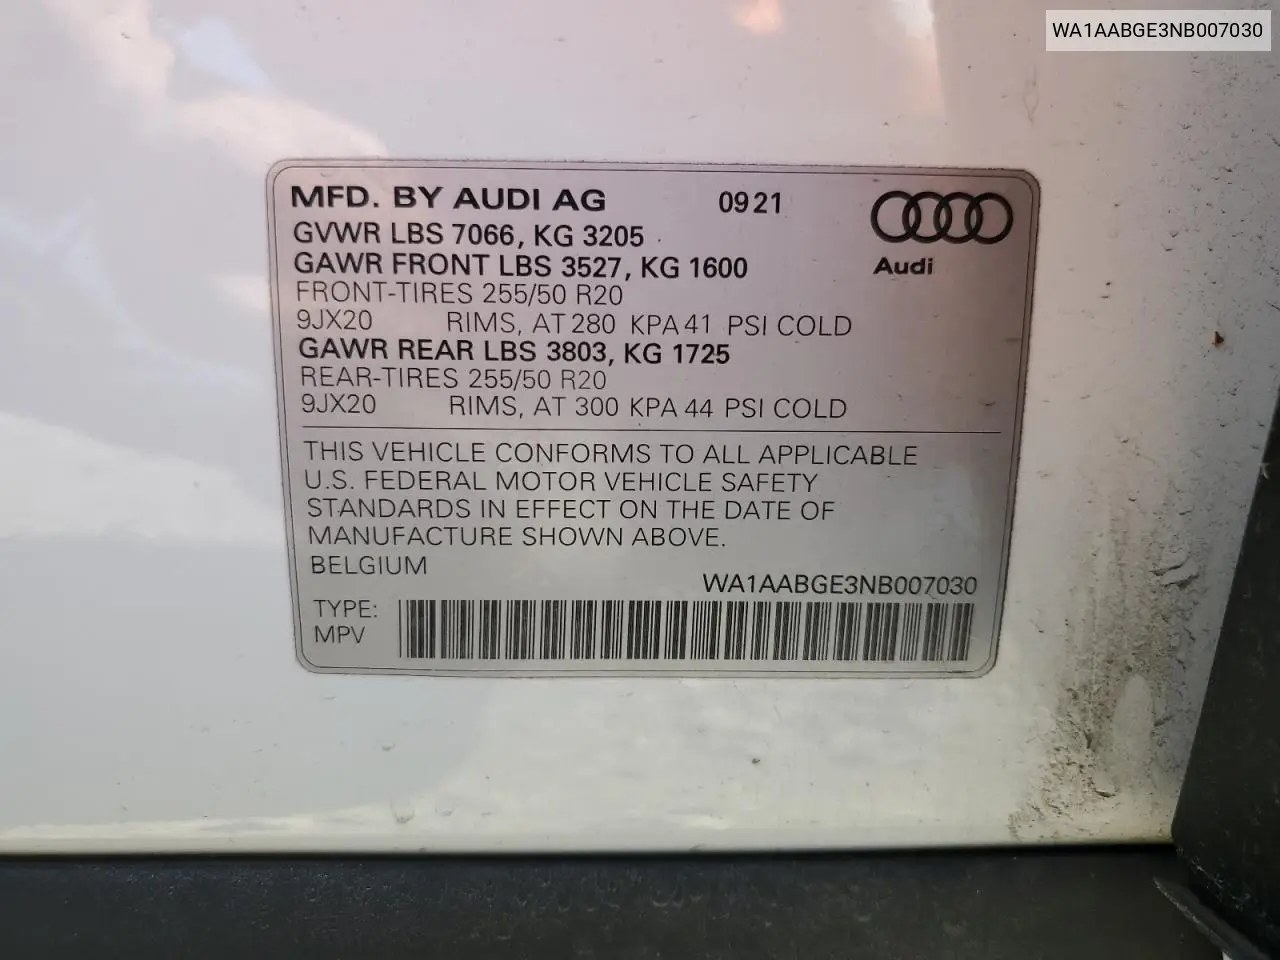 WA1AABGE3NB007030
MFD. BY AUDI AG 09 21
GVWR LBS 7066, KG 3205
GAWR FRONT LBS 3527, KG 1600
Audi
FRONT-TIRES 255/50 R20
9JX20 RIMS, AT 280 KPA 41 PSI COLD
GAWR REAR LBS 3803, KG 1725
REAR-TIRES 255/50 R20
9JX20 RIMS, AT 300 KPA 44 PSI COLD
THIS VEHICLE CONFORMS TO ALL APPLICABLE
U.S. FEDERAL MOTOR VEHICLE SAFETY
STANDARDS IN EFFECT ON THE DATE OF
MANUFACTURE SHOWN ABOVE.
BELGIUM
WA1AABGE3NB007030
TYPE:
MPV